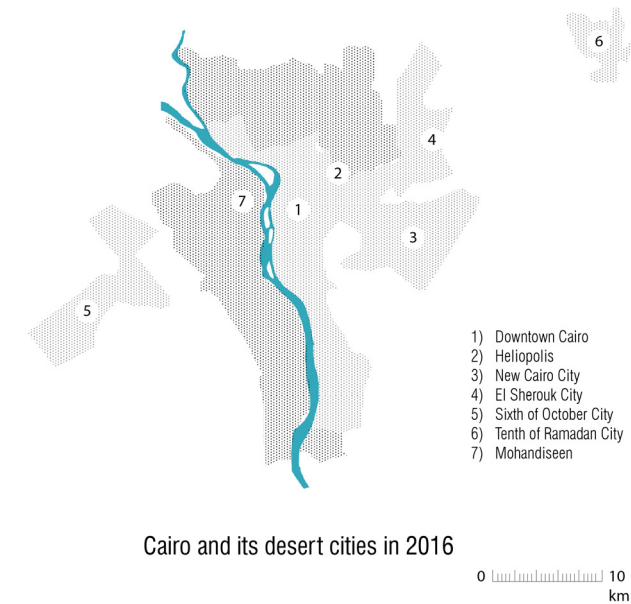 6
4
2
7
1
3
5
1) Downtown Cairo
2) Heliopolis
3) New Cairo City
4) El Sherouk City
5) Sixth of October City
6) Tenth of Ramadan City
7) Mohandiseen
Cairo and its desert cities in 2016
0 10
km